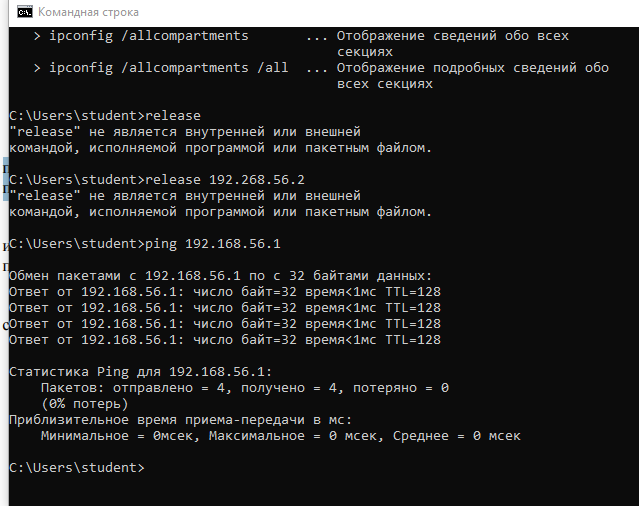 Командная строка
> ipconfig /allcompartments ... Отображение сведений обо всех
секциях
> ipconfig /allcompartments /all ... Отображение подробных сведений обо
всех секциях
C:\Users\student>release
"release" не является внутренней или внешней
командой, исполняемой программой или пакетным файлом.
C:\Users\student>release 192.268.56.2
"release" не является внутренней или внешней
командой, исполняемой программой или пакетным файлом.
C:\Users\student>ping 192.168.56.1
Обмен пакетами с 192.168.56.1 по с 32 байтами данных:
Ответ от 192.168.56.1: число байт=32 время<1мс TTL=128
Ответ от 192.168.56.1: число байт=32 время<1мс TTL=128
Ответ от 192.168.56.1: число байт=32 время<1мс TTL=128
Ответ от 192.168.56.1: число байт=32 время<1мс TTL=128
Статистика Ping для 192.168.56.1:
Пакетов: отправлено = 4, получено = 4, потеряно = 0
(0% потерь)
Приблизительное время приема-передачи в мс:
Минимальное = 0мсек, Максимальное = 0 мсек, Среднее = 0 мсек
C:\Users\student>